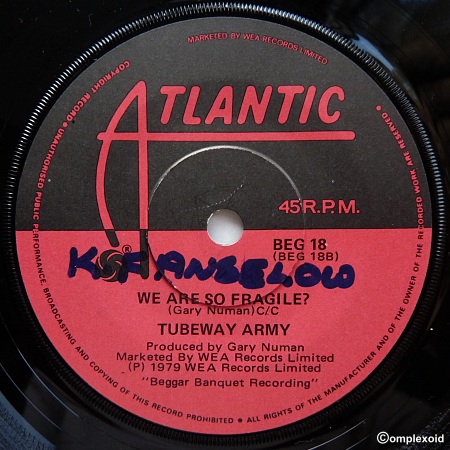 MARKETED BY WEA RECORDS LIMITED
COPYRIGHT RECORD • UNAUTHORISED PUBLIC PERFORMANCE, BROADCASTING AND COPYING OF THIS RECORD PROHIBITED • ALL RIGHTS OF THE MANUFACTURER AND OF THE OWNER OF THE RECORDED WORK ARE RESERVED •
ATLANTIC
45 R.P.M.
BEG 18
(BEG 18B)
®
WE ARE SO FRAGILE?
(Gary Numan) C/C
TUBEWAY ARMY
Produced by Gary Numan
Marketed By WEA Records Limited
(P) 1979 WEA Records Limited
"Beggar Banquet Recording"
©omplexoid